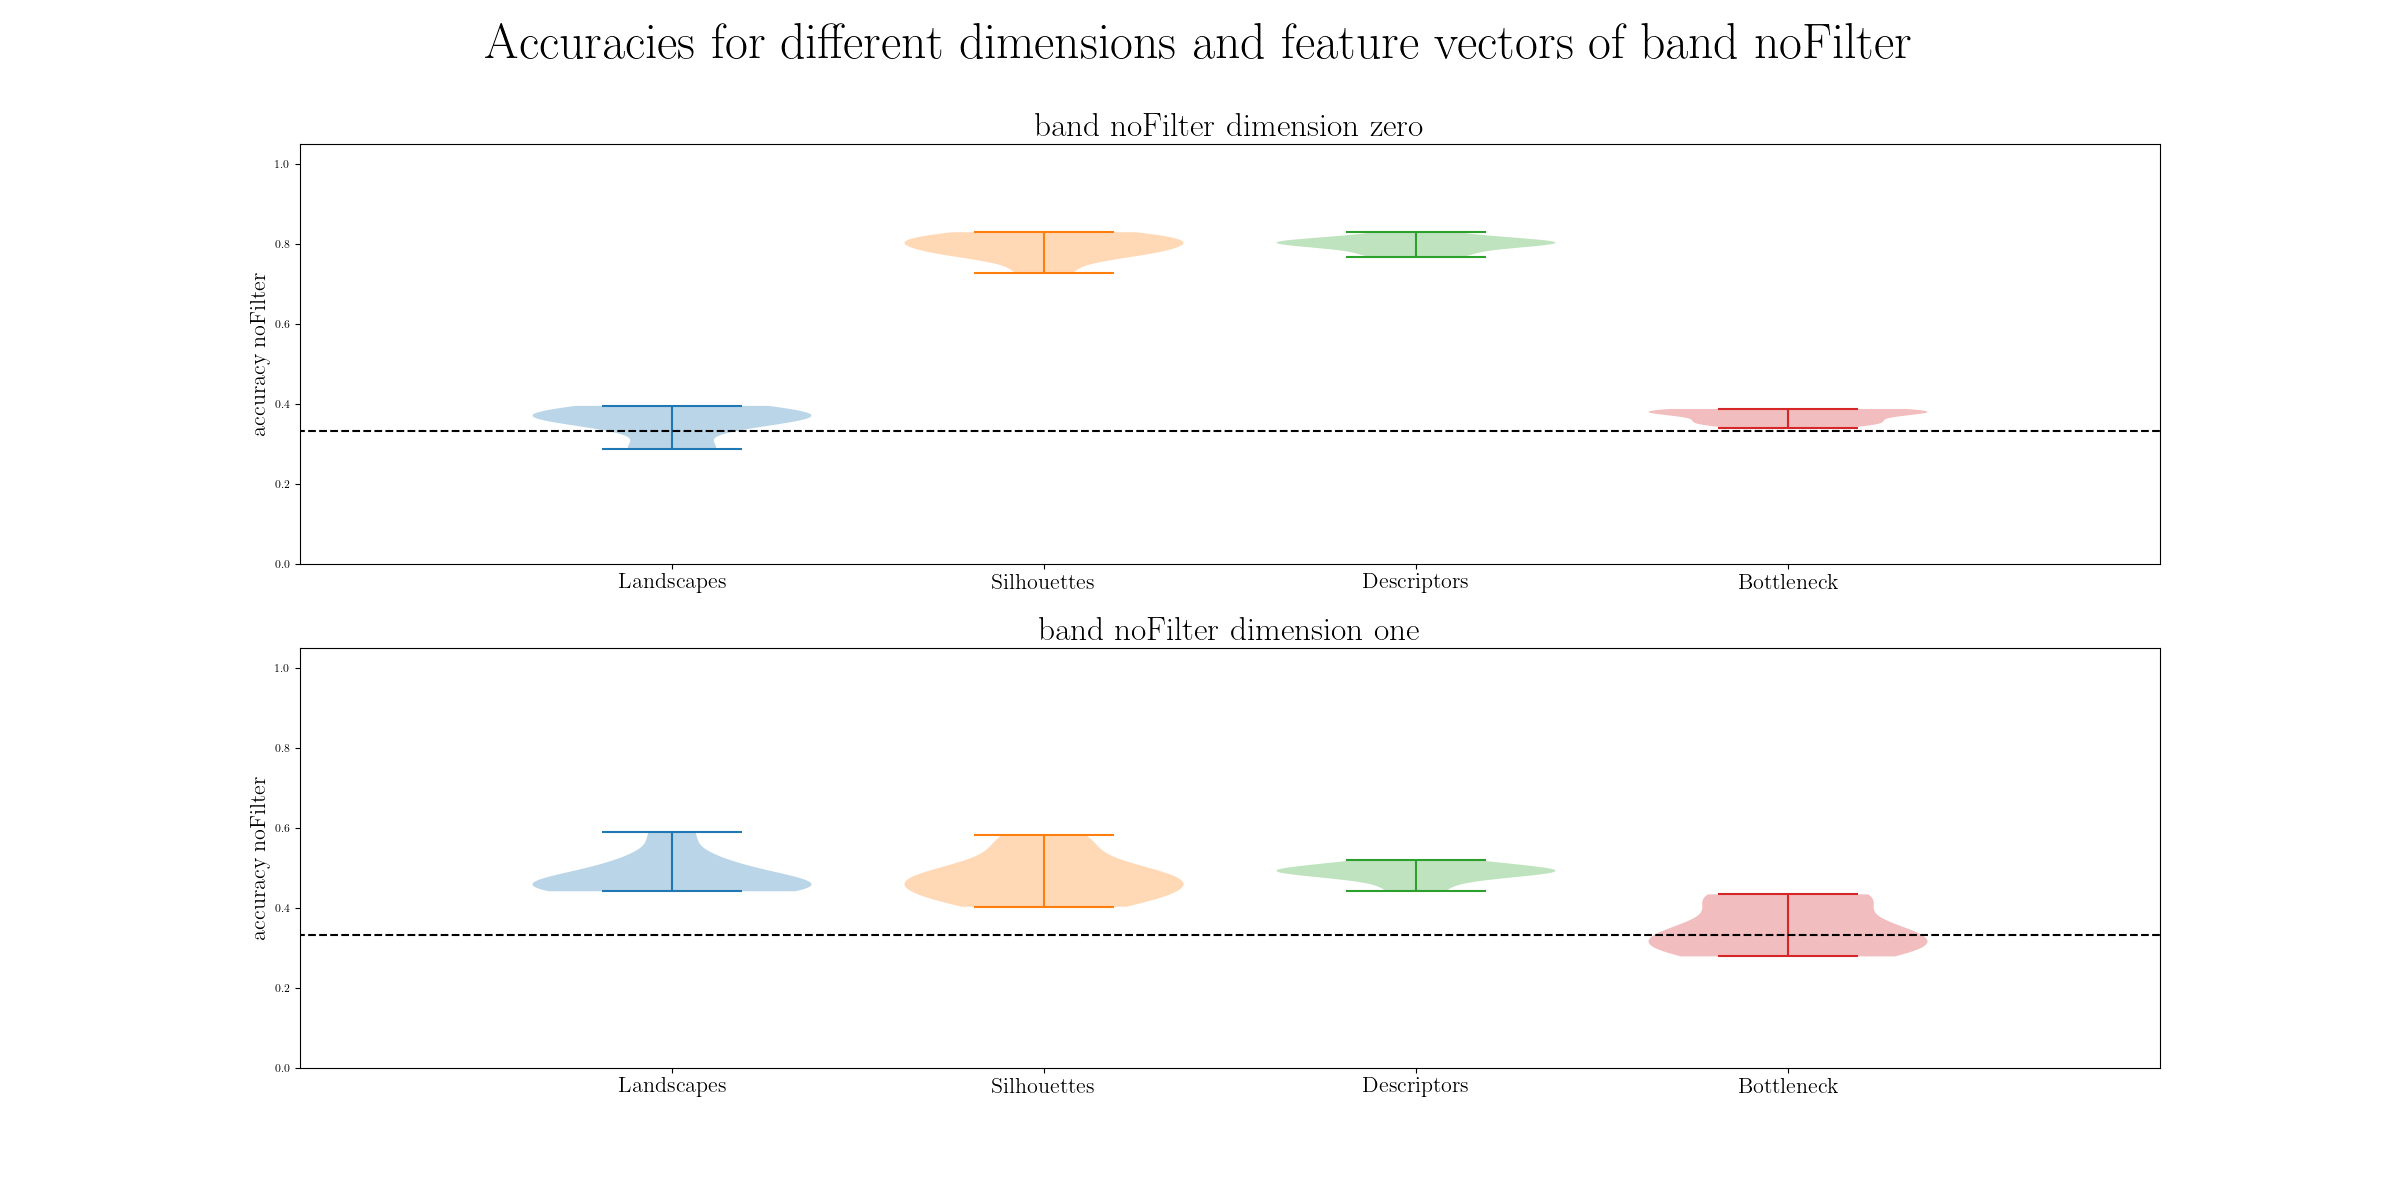 Accuracies for different dimensions and feature vectors of band noFilter
band noFilter dimension zero
accuracy noFilter
1.0
0.8
0.6
0.4
0.2
0.0
Landscapes Silhouettes Descriptors Bottleneck
band noFilter dimension one
accuracy noFilter
1.0
0.8
0.6
0.4
0.2
0.0
Landscapes Silhouettes Descriptors Bottleneck